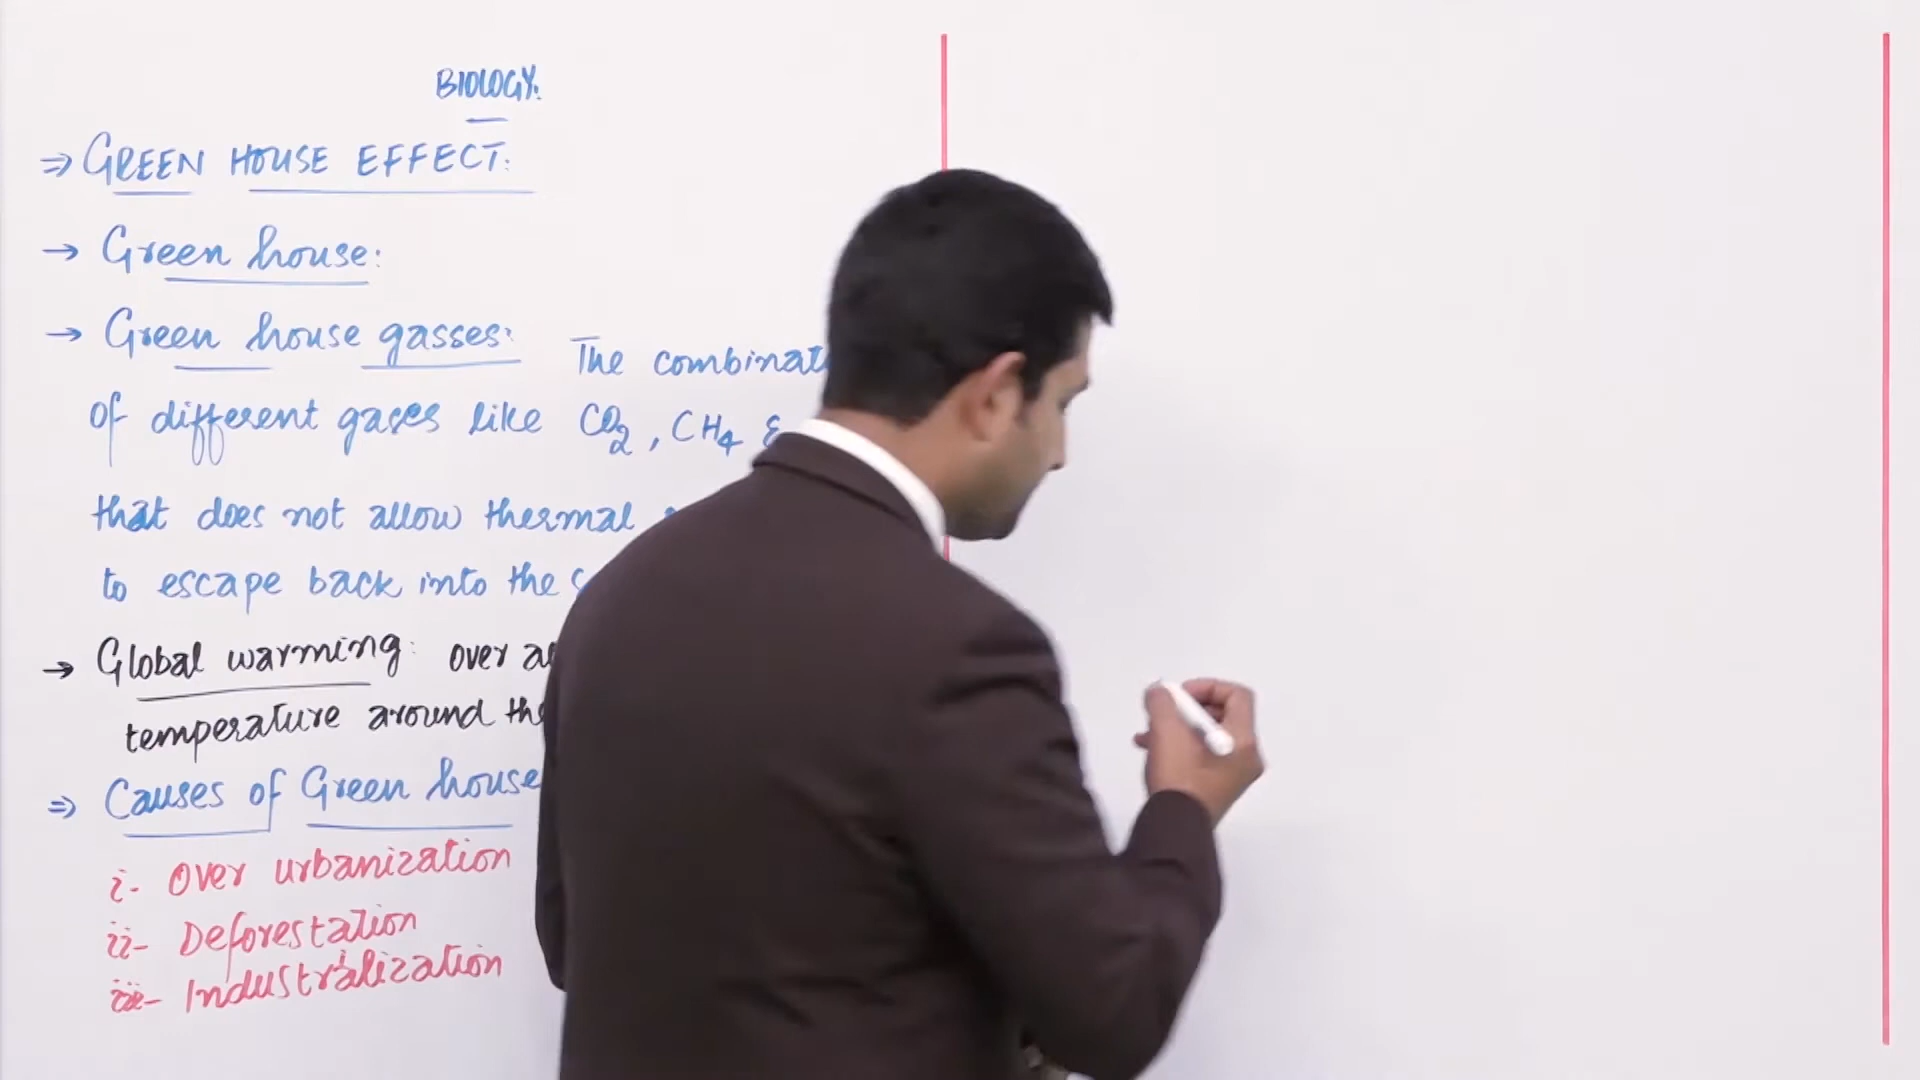 BIOLOGY:
⇒ GREEN HOUSE EFFECT:
→ Green house:
→ Green house gasses: The
of different gases like CO2, CH4 &
that does not allow thermal
to escape back into the
→ Global warming: over
temperature around
⇒ Causes of Green house
i- Over urbanization
ii- Deforestation
iii- Industrialization